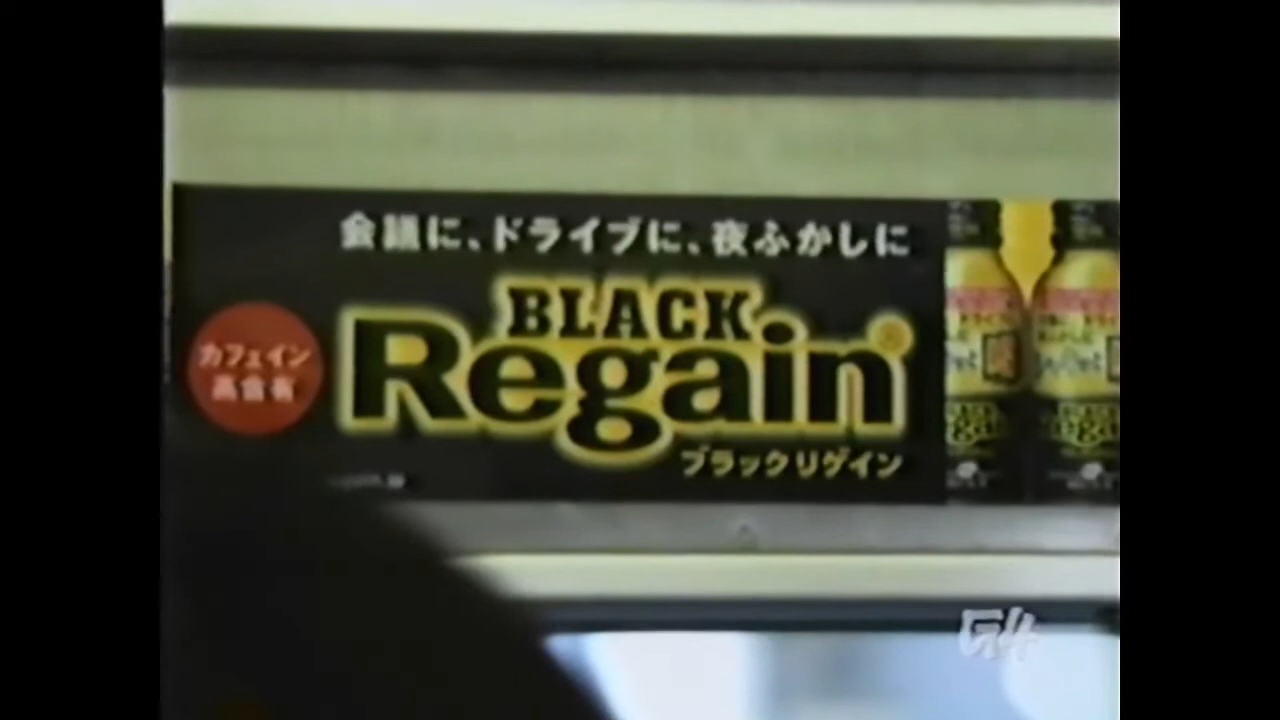 会議に、ドライブに、夜ふかしに
BLACK
Regain
ブラックリゲイン
カフェイン
高含有
G4